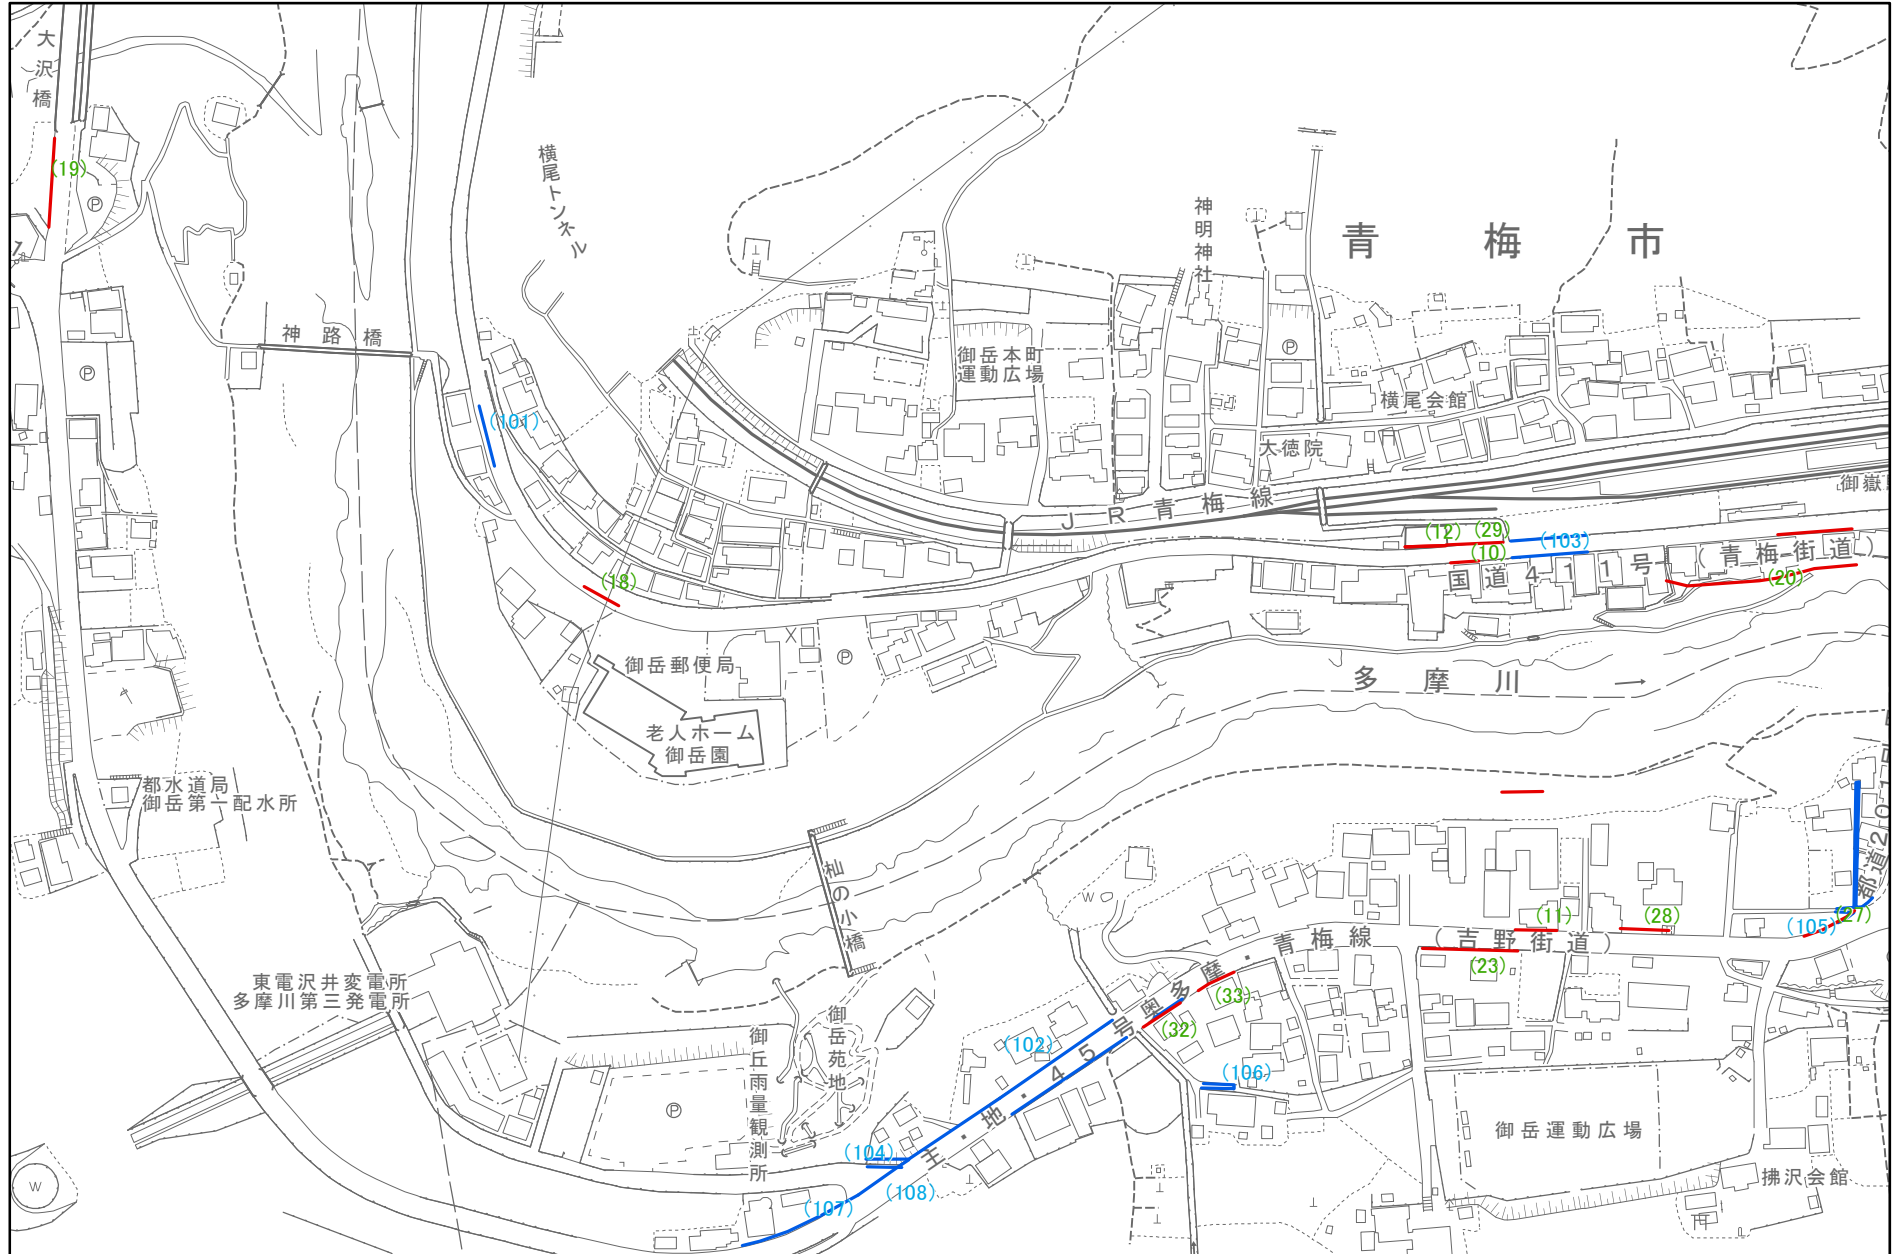 大沢橋
(19)
横尾トンネル
神明神社
青梅市
神路橋
御岳本町
運動広場
横尾会館
大徳院
(101)
JR青梅線
御嶽
(12)
(29)
(10)
(103)
国道411号(青梅街道)
(20)
(18)
御岳郵便局
多摩川
老人ホーム
御岳園
都水道局
御岳第一配水所
杣の小橋
(11)
(28)
(27)
(105)
(吉野街道)
(23)
東電沢井変電所
多摩川第三発電所
御岳苑地
御丘雨量観測所
主・地・45号奥多摩・青梅線
(33)
(32)
(102)
(106)
御岳運動広場
(104)
(107)
(108)
拂沢会館
W
W
P
P
P
P
P